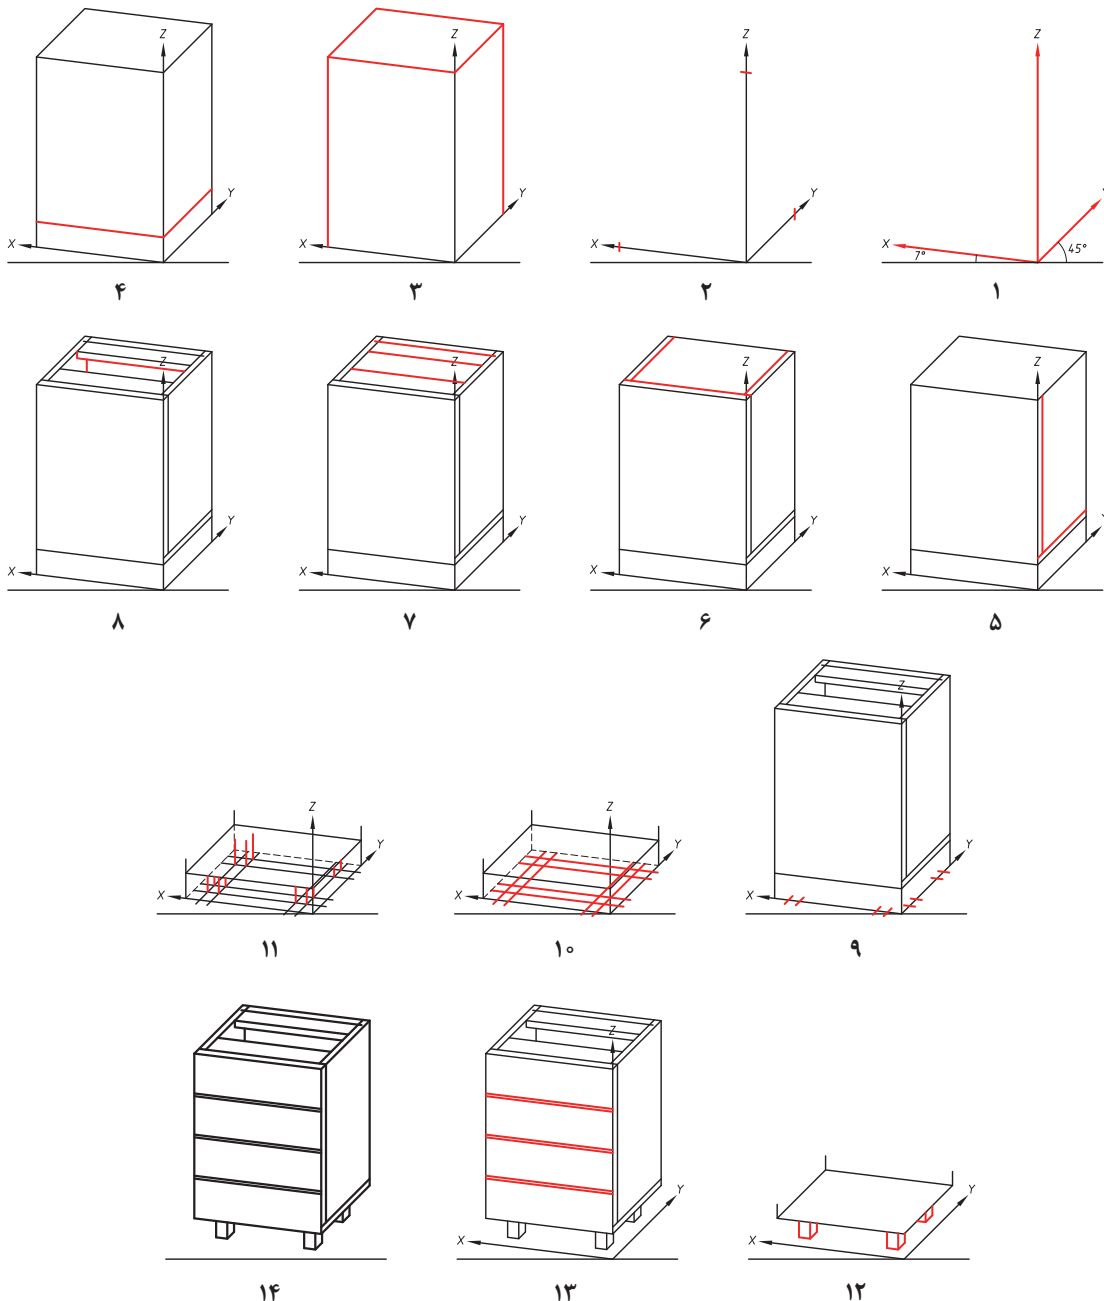 Z Z Z Z
Y Y Y
X X X X
7° 45°
۴ ۳ ۲ ۱
Z Z Z Z
Y Y Y
X X X X
۸ ۷ ۶ ۵
Z Z Z
Y Y Y
X X X
۱۱ ۱۰ ۹
Z
Y Y
X X
۱۴ ۱۳ ۱۲